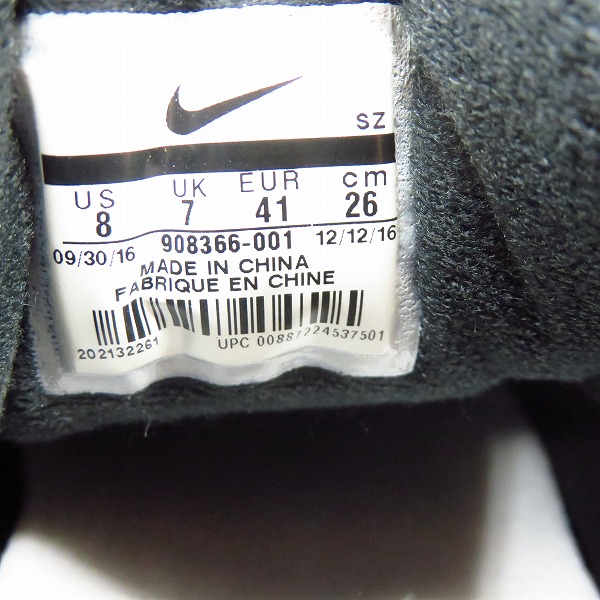 SZ
US UK EUR cm
8 7 41 26
09/30/16 908366-001 12/12/16
MADE IN CHINA
FABRIQUE EN CHINE
202132261 UPC 00887224537501